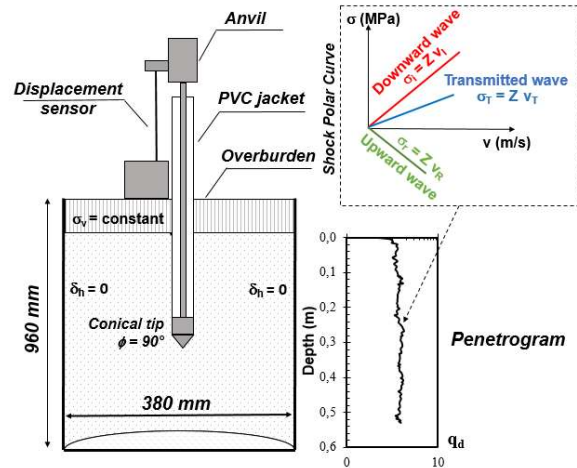 Anvil
Displacement
sensor
PVC jacket
Overburden
σv = constant
δh = 0
δh = 0
Conical tip
ϕ = 90°
960 mm
380 mm
Shock Polar Curve
σ (MPa)
Downward wave
σi = Z vi
Transmitted wave
σT = Z vT
v (m/s)
σr = Z vR
Upward wave
0,0
0,1
0,2
0,3
0,4
0,5
0,6
Depth (m)
Penetrogram
qd
0
10